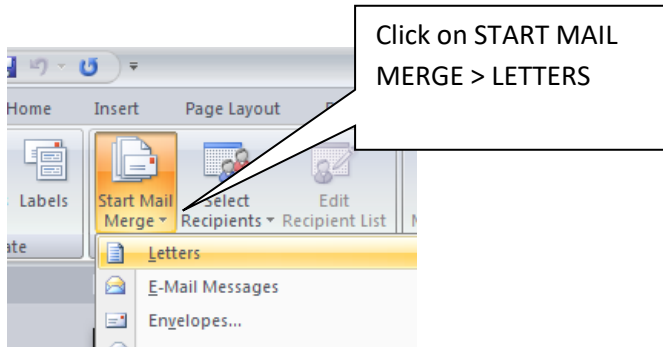 Click on START MAIL
MERGE > LETTERS
Home Insert Page Layout
Labels Start Mail Select Edit
Merge Recipients Recipient List
Letters
E-Mail Messages
Envelopes...